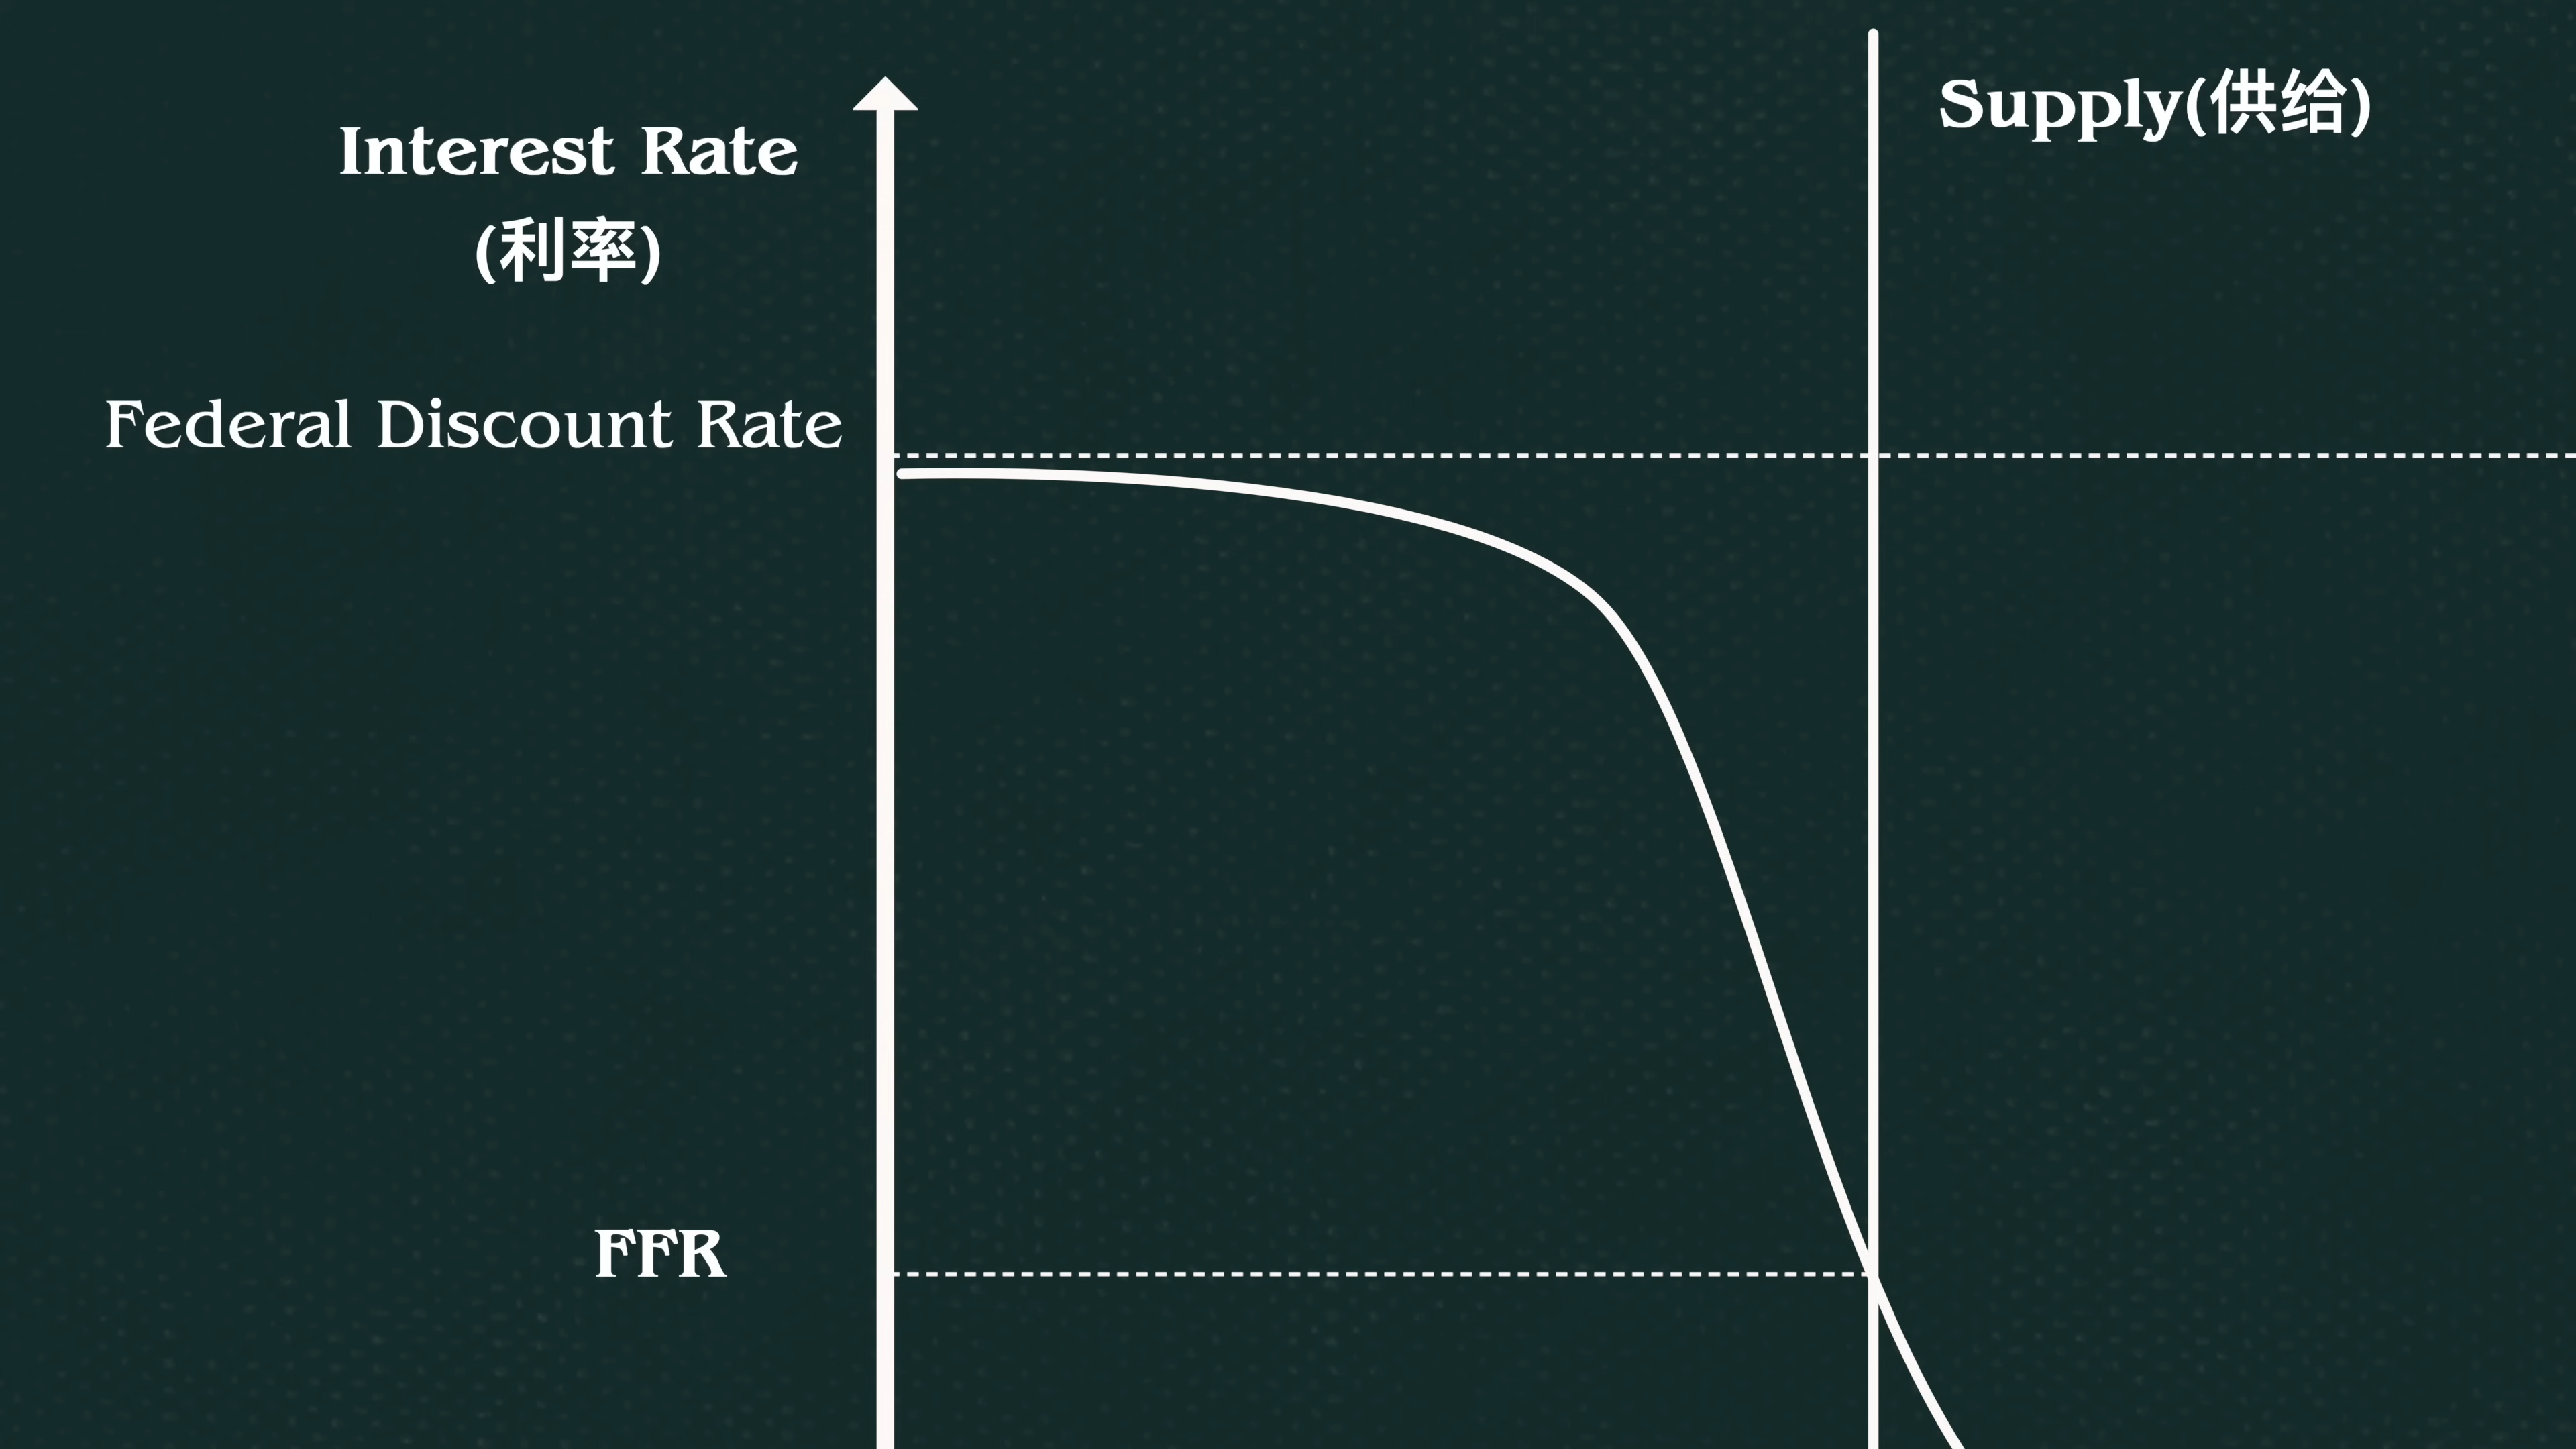 Interest Rate
(利率)
Supply(供给)
Federal Discount Rate
FFR